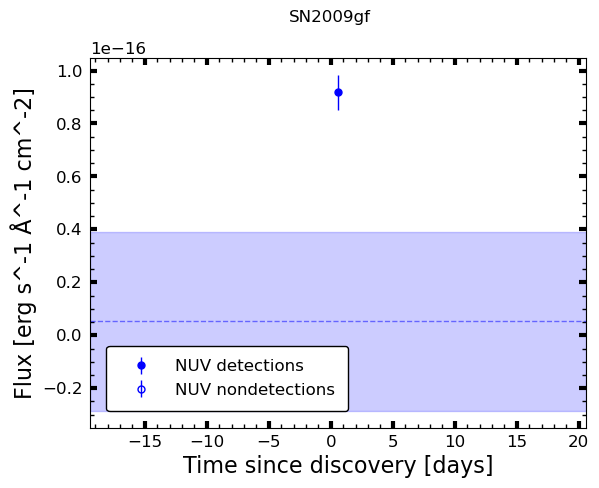 SN2009gf
1e−16
1.0
0.8
0.6
0.4
0.2
0.0
−0.2
Flux [erg s^-1 Å^-1 cm^-2]
NUV detections
NUV nondetections
−15 −10 −5 0 5 10 15 20
Time since discovery [days]